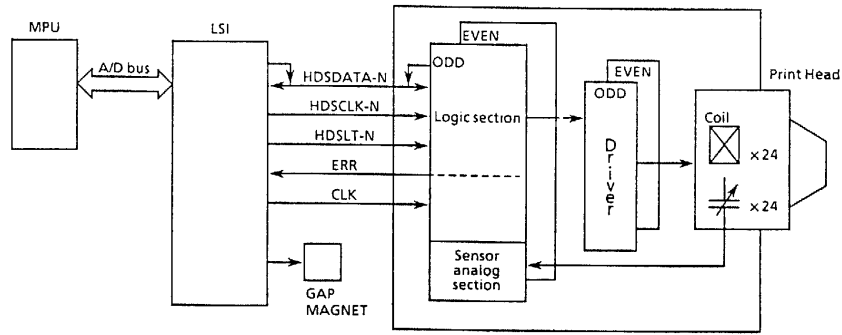 MPU
LSI
A/D bus
EVEN
ODD
HDSDATA-N
HDSCLK-N
Logic section
HDSLT-N
ERR
CLK
Sensor
analog
section
GAP
MAGNET
EVEN
ODD
Driver
Print Head
Coil
×24
×24